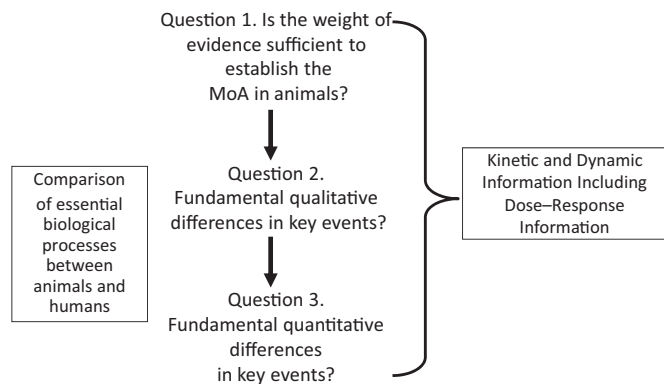 Question 1. Is the weight of
evidence sufficient to
establish the
MoA in animals?
Comparison
of essential
biological
processes
between
animals and
humans
Question 2.
Fundamental qualitative
differences in key events?
Kinetic and Dynamic
Information Including
Dose–Response
Information
Question 3.
Fundamental quantitative
differences
in key events?